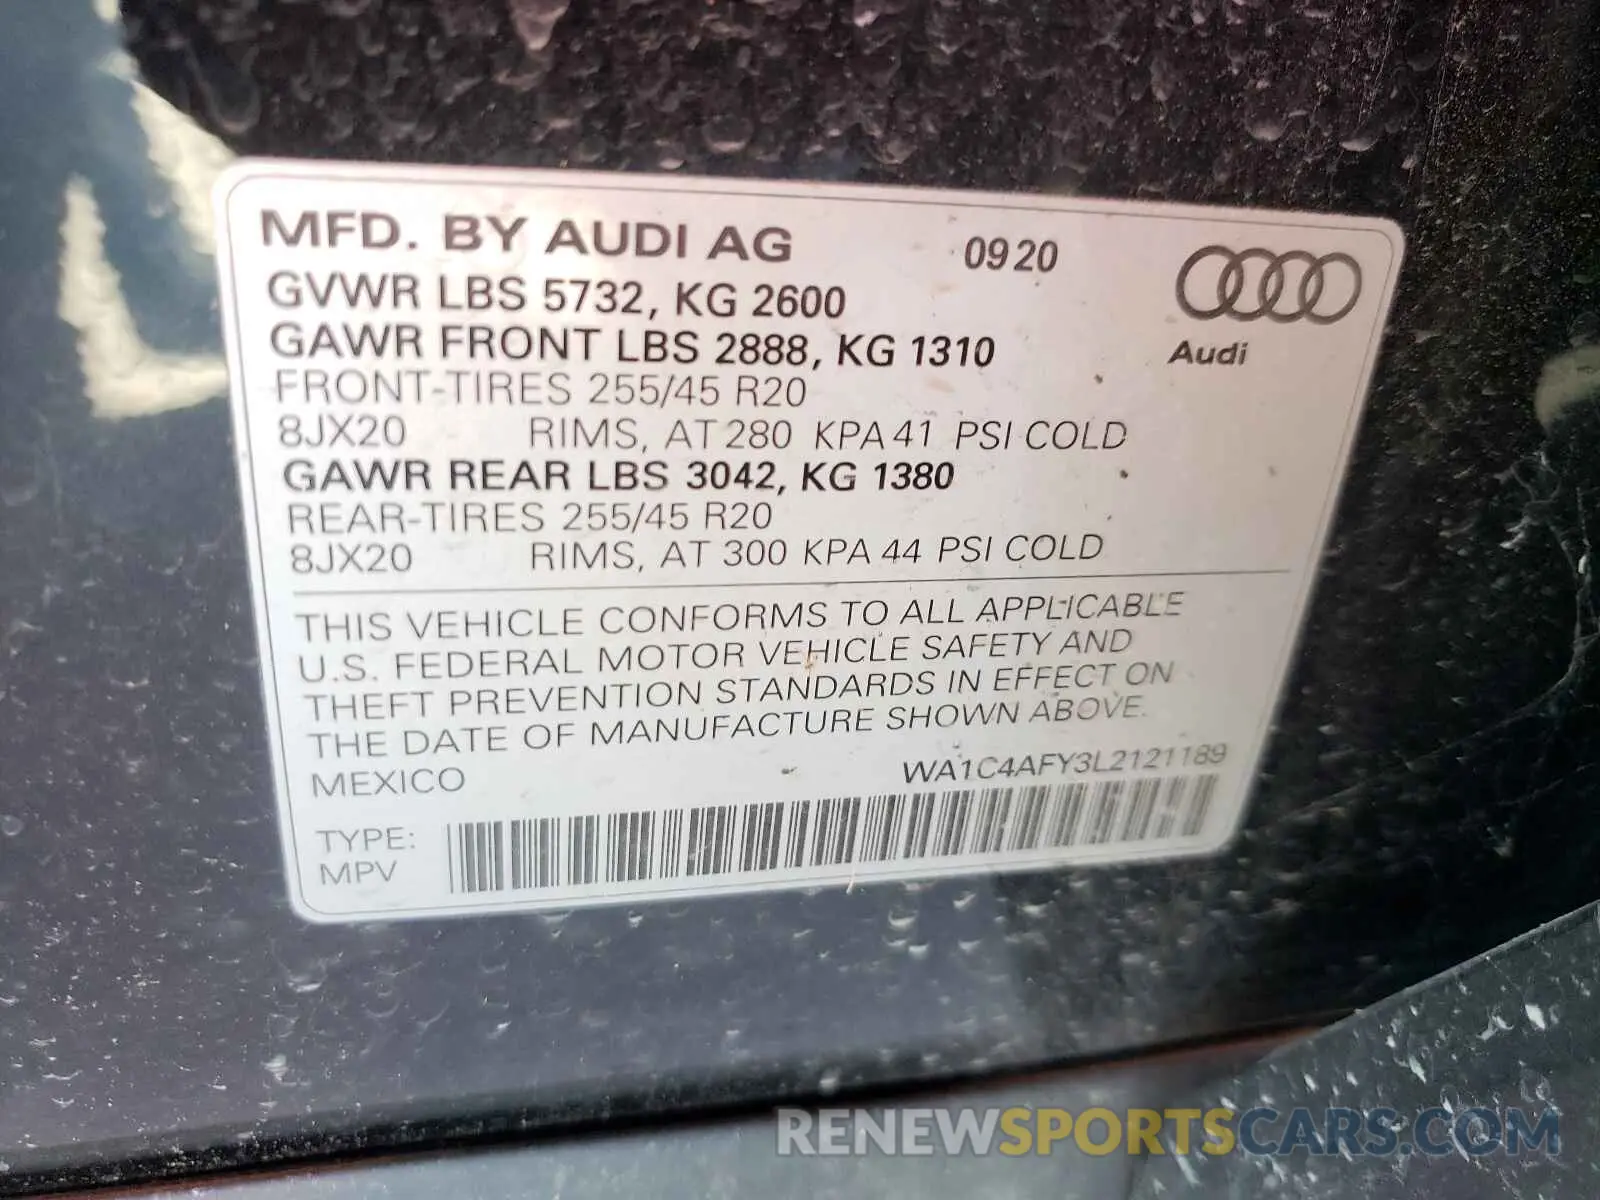 MFD. BY AUDI AG 09 20
GVWR LBS 5732, KG 2600
GAWR FRONT LBS 2888, KG 1310
Audi
FRONT-TIRES 255/45 R20
8JX20 RIMS, AT 280 KPA 41 PSI COLD
GAWR REAR LBS 3042, KG 1380
REAR-TIRES 255/45 R20
8JX20 RIMS, AT 300 KPA 44 PSI COLD
THIS VEHICLE CONFORMS TO ALL APPLICABLE
U.S. FEDERAL MOTOR VEHICLE SAFETY AND
THEFT PREVENTION STANDARDS IN EFFECT ON
THE DATE OF MANUFACTURE SHOWN ABOVE.
MEXICO WA1C4AFY3L2121189
TYPE:
MPV
RENEWSPORTSCARS.COM